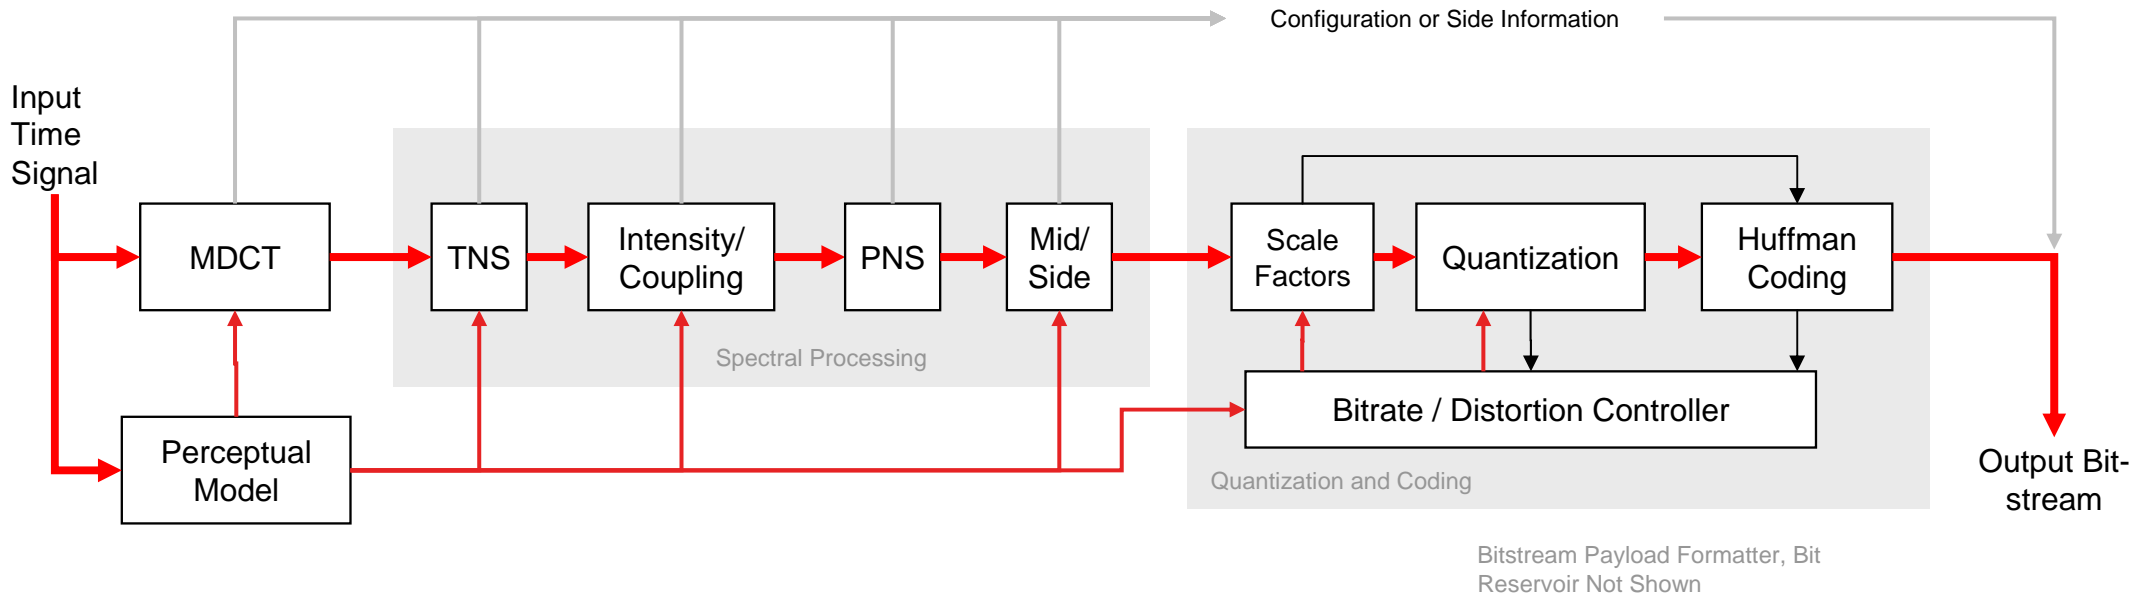 Configuration or Side Information
Input
Time
Signal
MDCT
TNS
Intensity/
Coupling
PNS
Mid/
Side
Scale
Factors
Quantization
Huffman
Coding
Spectral Processing
Bitrate / Distortion Controller
Perceptual
Model
Quantization and Coding
Output Bit-
stream
Bitstream Payload Formatter, Bit
Reservoir Not Shown